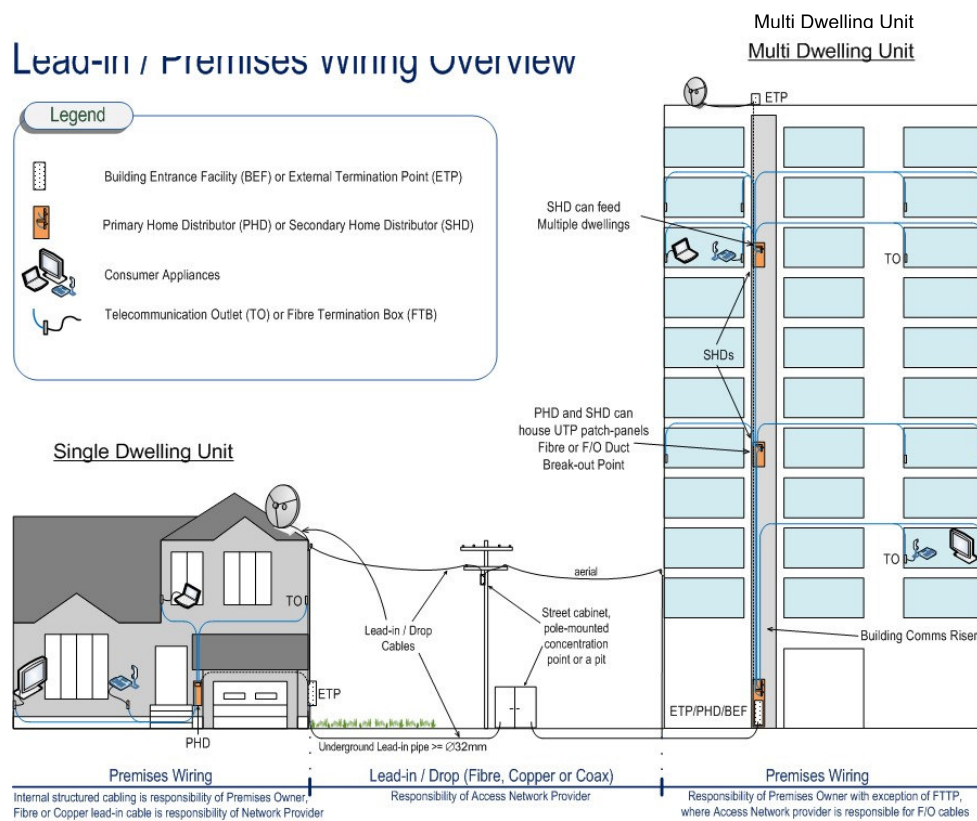 Multi Dwelling Unit
Lead-in / Premises Wiring Overview
Multi Dwelling Unit
Legend
Building Entrance Facility (BEF) or External Termination Point (ETP)
Primary Home Distributor (PHD) or Secondary Home Distributor (SHD)
Consumer Appliances
Telecommunication Outlet (TO) or Fibre Termination Box (FTB)
ETP
SHD can feed
Multiple dwellings
TO
SHDs
PHD and SHD can
house UTP patch-panels
Fibre or F/O Duct
Break-out Point
TO
Building Comms Riser
ETP/PHD/BEF
Single Dwelling Unit
TO
ETP
PHD
Lead-in / Drop
Cables
aerial
Street cabinet,
pole-mounted
concentration
point or a pit
Underground Lead-in pipe >= ∅32mm
Premises Wiring
Internal structured cabling is responsibility of Premises Owner,
Fibre or Copper lead-in cable is responsibility of Network Provider
Lead-in / Drop (Fibre, Copper or Coax)
Responsibility of Access Network Provider
Premises Wiring
Responsibility of Premises Owner with exception of FTTP,
where Access Network provider is responsible for F/O cables